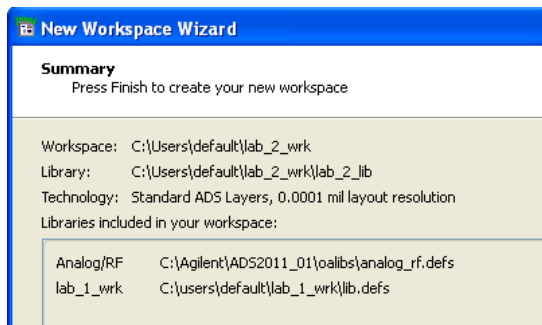 New Workspace Wizard
Summary
Press Finish to create your new workspace
Workspace: C:\Users\default\lab_2_wrk
Library: C:\Users\default\lab_2_wrk\lab_2_lib
Technology: Standard ADS Layers, 0.0001 mil layout resolution
Libraries included in your workspace:
Analog/RF C:\Agilent\ADS2011_01\oalibs\analog_rf.defs
lab_1_wrk C:\users\default\lab_1_wrk\lib.defs